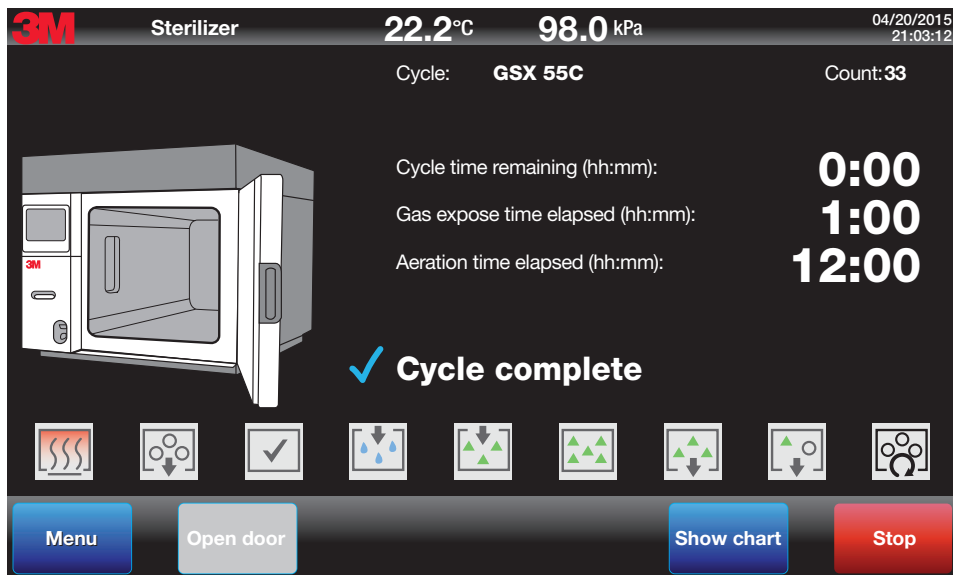 3M Sterilizer 22.2°C 98.0 kPa 04/20/2015
21:03:12
Cycle: GSX 55C Count:33
Cycle time remaining (hh:mm): 0:00
Gas expose time elapsed (hh:mm): 1:00
Aeration time elapsed (hh:mm): 12:00
3M
Cycle complete
Menu Open door Show chart Stop